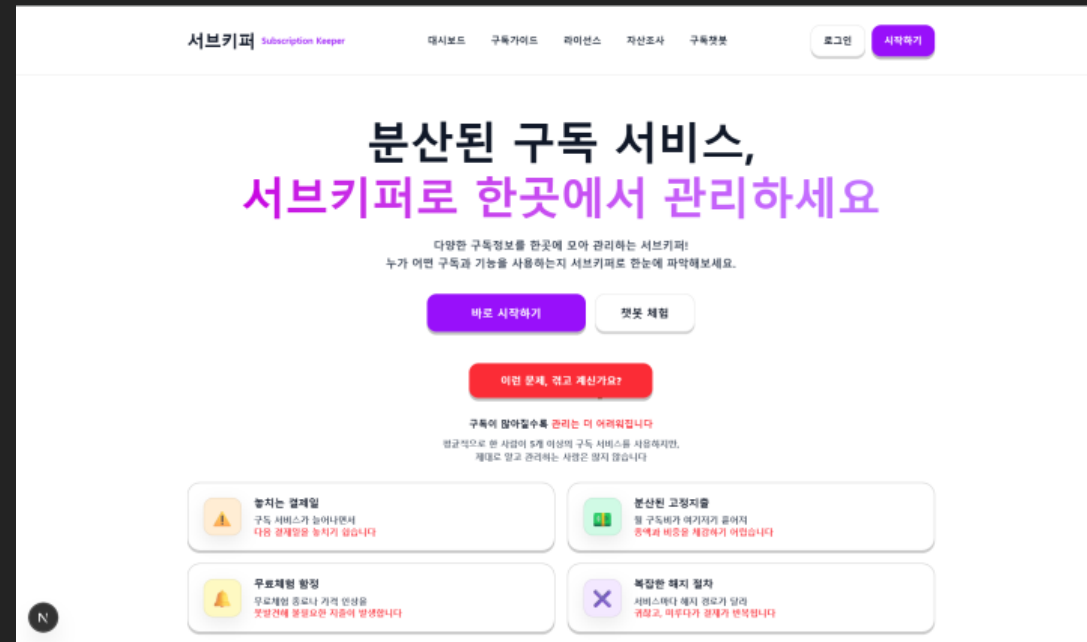 서브키퍼 Subscription Keeper
대시보드 구독가이드 라이선스 자산조사 구독챗봇
로그인 시작하기
분산된 구독 서비스,
서브키퍼로 한곳에서 관리하세요
다양한 구독정보를 한곳에 모아 관리하는 서브키퍼!
누가 어떤 구독과 기능을 사용하는지 서브키퍼로 한눈에 파악해보세요.
바로 시작하기 챗봇 체험
이런 문제, 겪고 계신가요?
구독이 많아질수록 관리는 더 어려워집니다
평균적으로 한 사람이 5개 이상의 구독 서비스를 사용하지만,
제대로 알고 관리하는 사람은 많지 않습니다
놓치는 결제일
구독 서비스가 늘어나면서
다음 결제일을 놓치기 쉽습니다
분산된 고정지출
월 구독비가 여기저기 흩어져
총액과 비중을 체감하기 어렵습니다
무료체험 함정
무료체험 종료나 가격 인상을
못발견해 불필요한 지출이 발생합니다
복잡한 해지 절차
서비스마다 해지 경로가 달라
귀찮고, 미루다가 결제가 반복됩니다
N